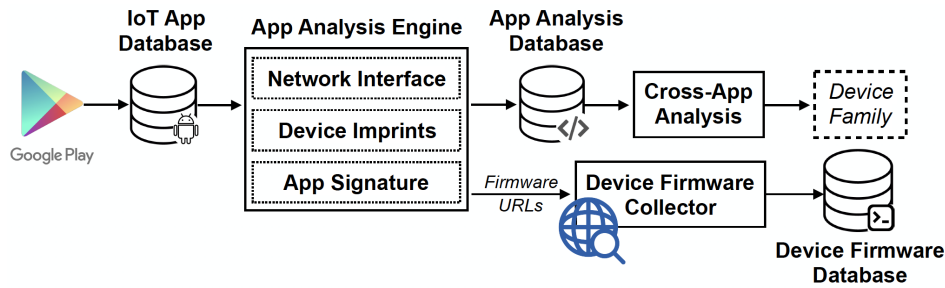 IoT App
Database
App Analysis Engine
App Analysis
Database
Network Interface
Device Imprints
App Signature
Google Play
Cross-App
Analysis
Device
Family
Firmware
URLs
Device Firmware
Collector
Device Firmware
Database